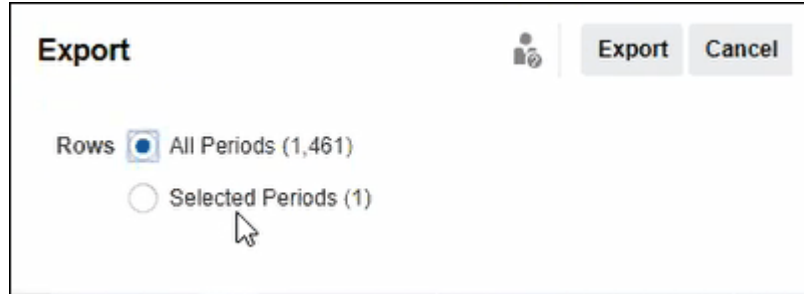 Export Export Cancel
Rows All Periods (1,461)
Selected Periods (1)